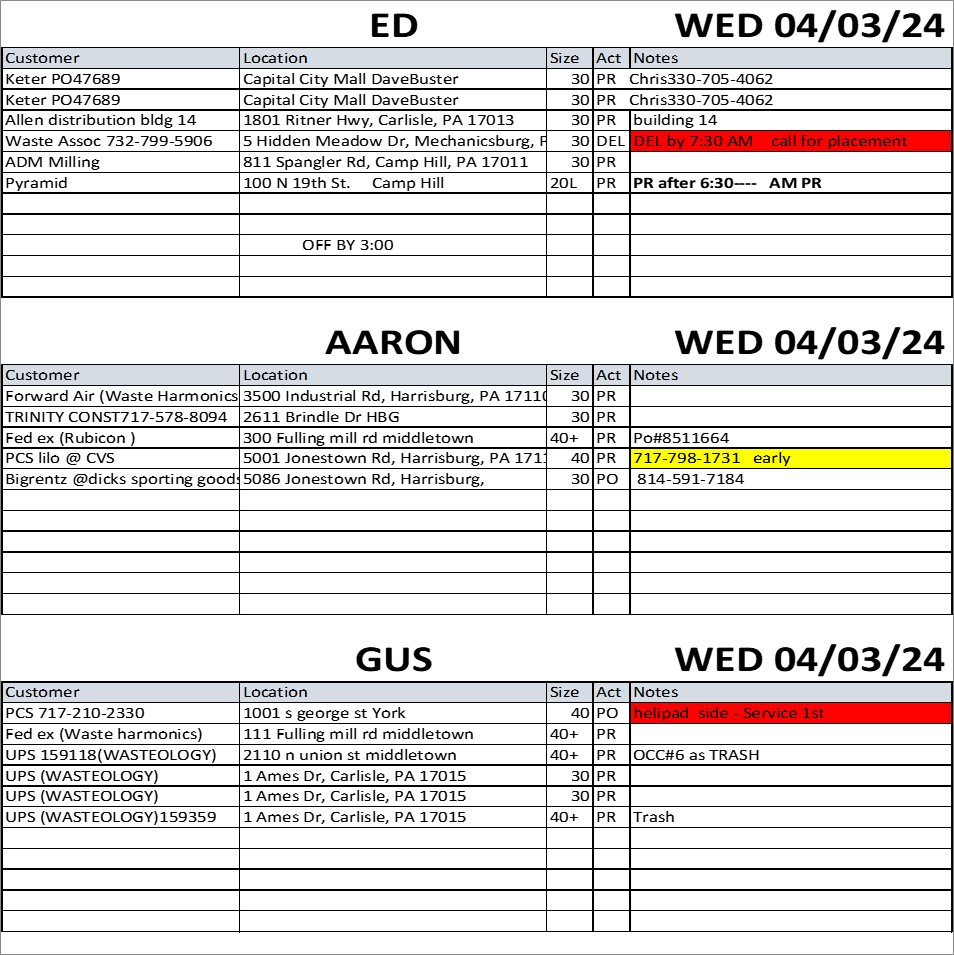 ED WED 04/03/24
Customer Location Size Act Notes
Keter PO47689 Capital City Mall DaveBuster 30 PR Chris330-705-4062
Keter PO47689 Capital City Mall DaveBuster 30 PR Chris330-705-4062
Allen distribution bldg 14 1801 Ritner Hwy, Carlisle, PA 17013 30 PR building 14
Waste Assoc 732-799-5906 5 Hidden Meadow Dr, Mechanicsburg, P 30 DEL DEL by 7:30 AM call for placement
ADM Milling 811 Spangler Rd, Camp Hill, PA 17011 30 PR
Pyramid 100 N 19th St. Camp Hill 20L PR PR after 6:30---- AM PR
OFF BY 3:00
AARON WED 04/03/24
Customer Location Size Act Notes
Forward Air (Waste Harmonics 3500 Industrial Rd, Harrisburg, PA 17110 30 PR
TRINITY CONST717-578-8094 2611 Brindle Dr HBG 30 PR
Fed ex (Rubicon ) 300 Fulling mill rd middletown 40+ PR Po#8511664
PCS lilo @ CVS 5001 Jonestown Rd, Harrisburg, PA 171 40 PR 717-798-1731 early
Bigrentz @dicks sporting goods 5086 Jonestown Rd, Harrisburg, 30 PO 814-591-7184
GUS WED 04/03/24
Customer Location Size Act Notes
PCS 717-210-2330 1001 s george st York 40 PO helipad side - Service 1st
Fed ex (Waste harmonics) 111 Fulling mill rd middletown 40+ PR
UPS 159118(WASTEOLOGY) 2110 n union st middletown 40+ PR OCC#6 as TRASH
UPS (WASTEOLOGY) 1 Ames Dr, Carlisle, PA 17015 30 PR
UPS (WASTEOLOGY) 1 Ames Dr, Carlisle, PA 17015 30 PR
UPS (WASTEOLOGY)159359 1 Ames Dr, Carlisle, PA 17015 40+ PR Trash